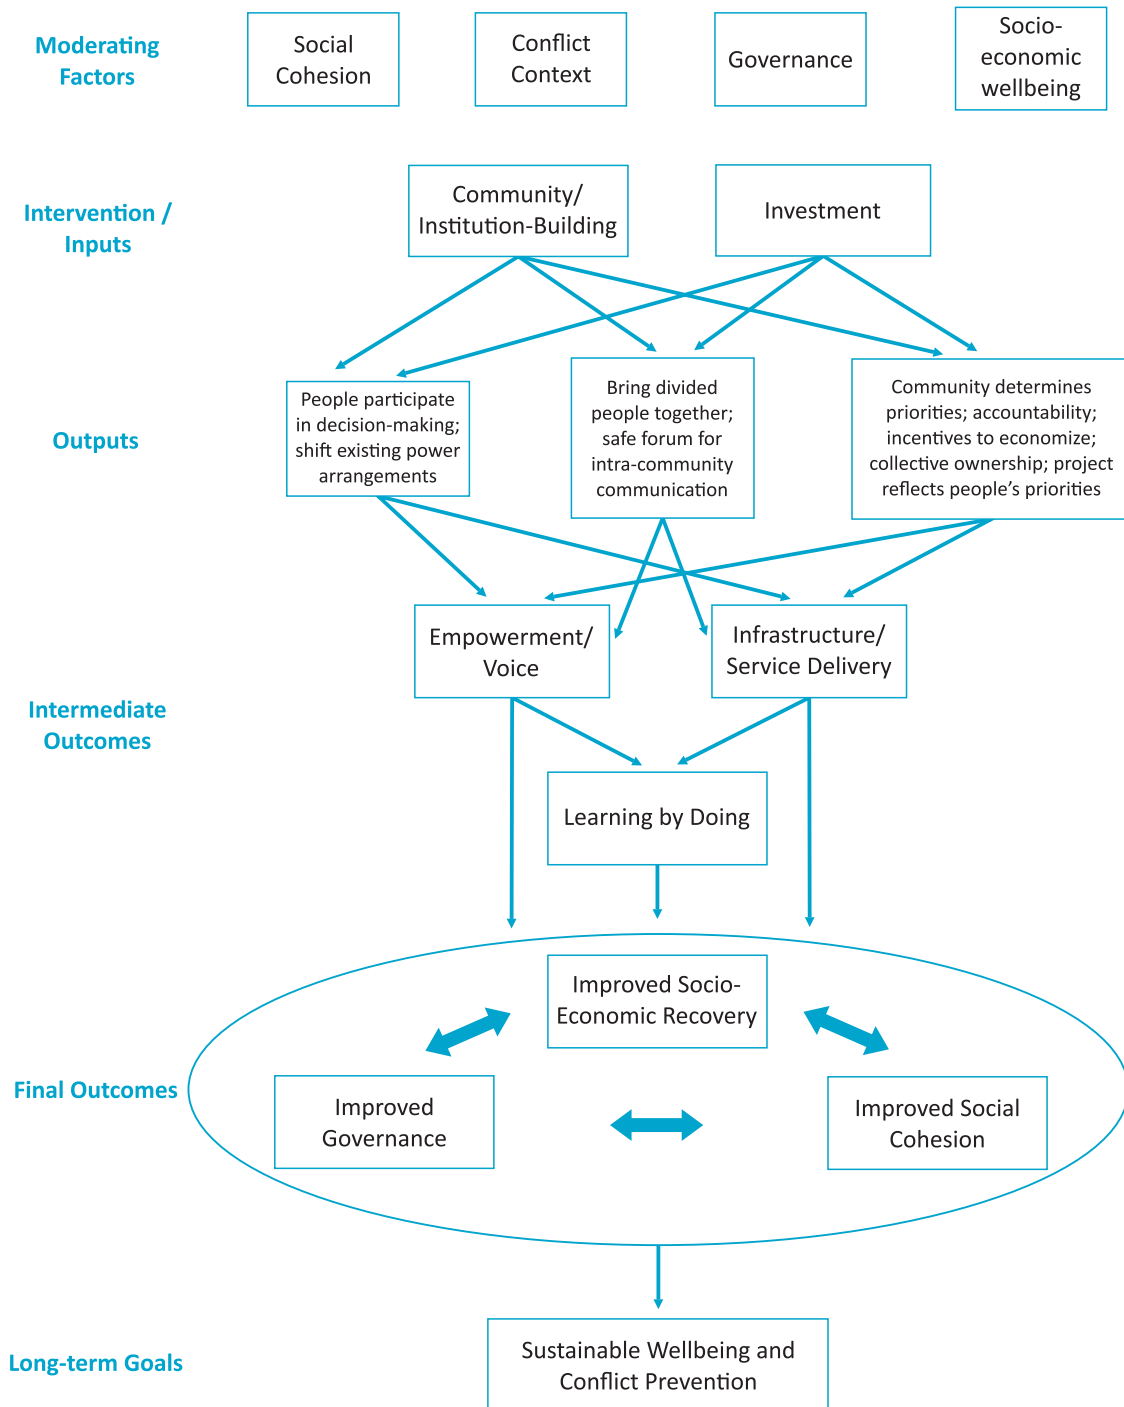 Moderating
Factors
Social
Cohesion
Conflict
Context
Governance
Socio-
economic
wellbeing
Intervention /
Inputs
Community/
Institution-Building
Investment
Outputs
People participate
in decision-making;
shift existing power
arrangements
Bring divided
people together;
safe forum for
intra-community
communication
Community determines
priorities; accountability;
incentives to economize;
collective ownership; project
reflects people’s priorities
Intermediate
Outcomes
Empowerment/
Voice
Infrastructure/
Service Delivery
Learning by Doing
Final Outcomes
Improved Socio-
Economic Recovery
Improved
Governance
Improved Social
Cohesion
Long-term Goals
Sustainable Wellbeing and
Conflict Prevention